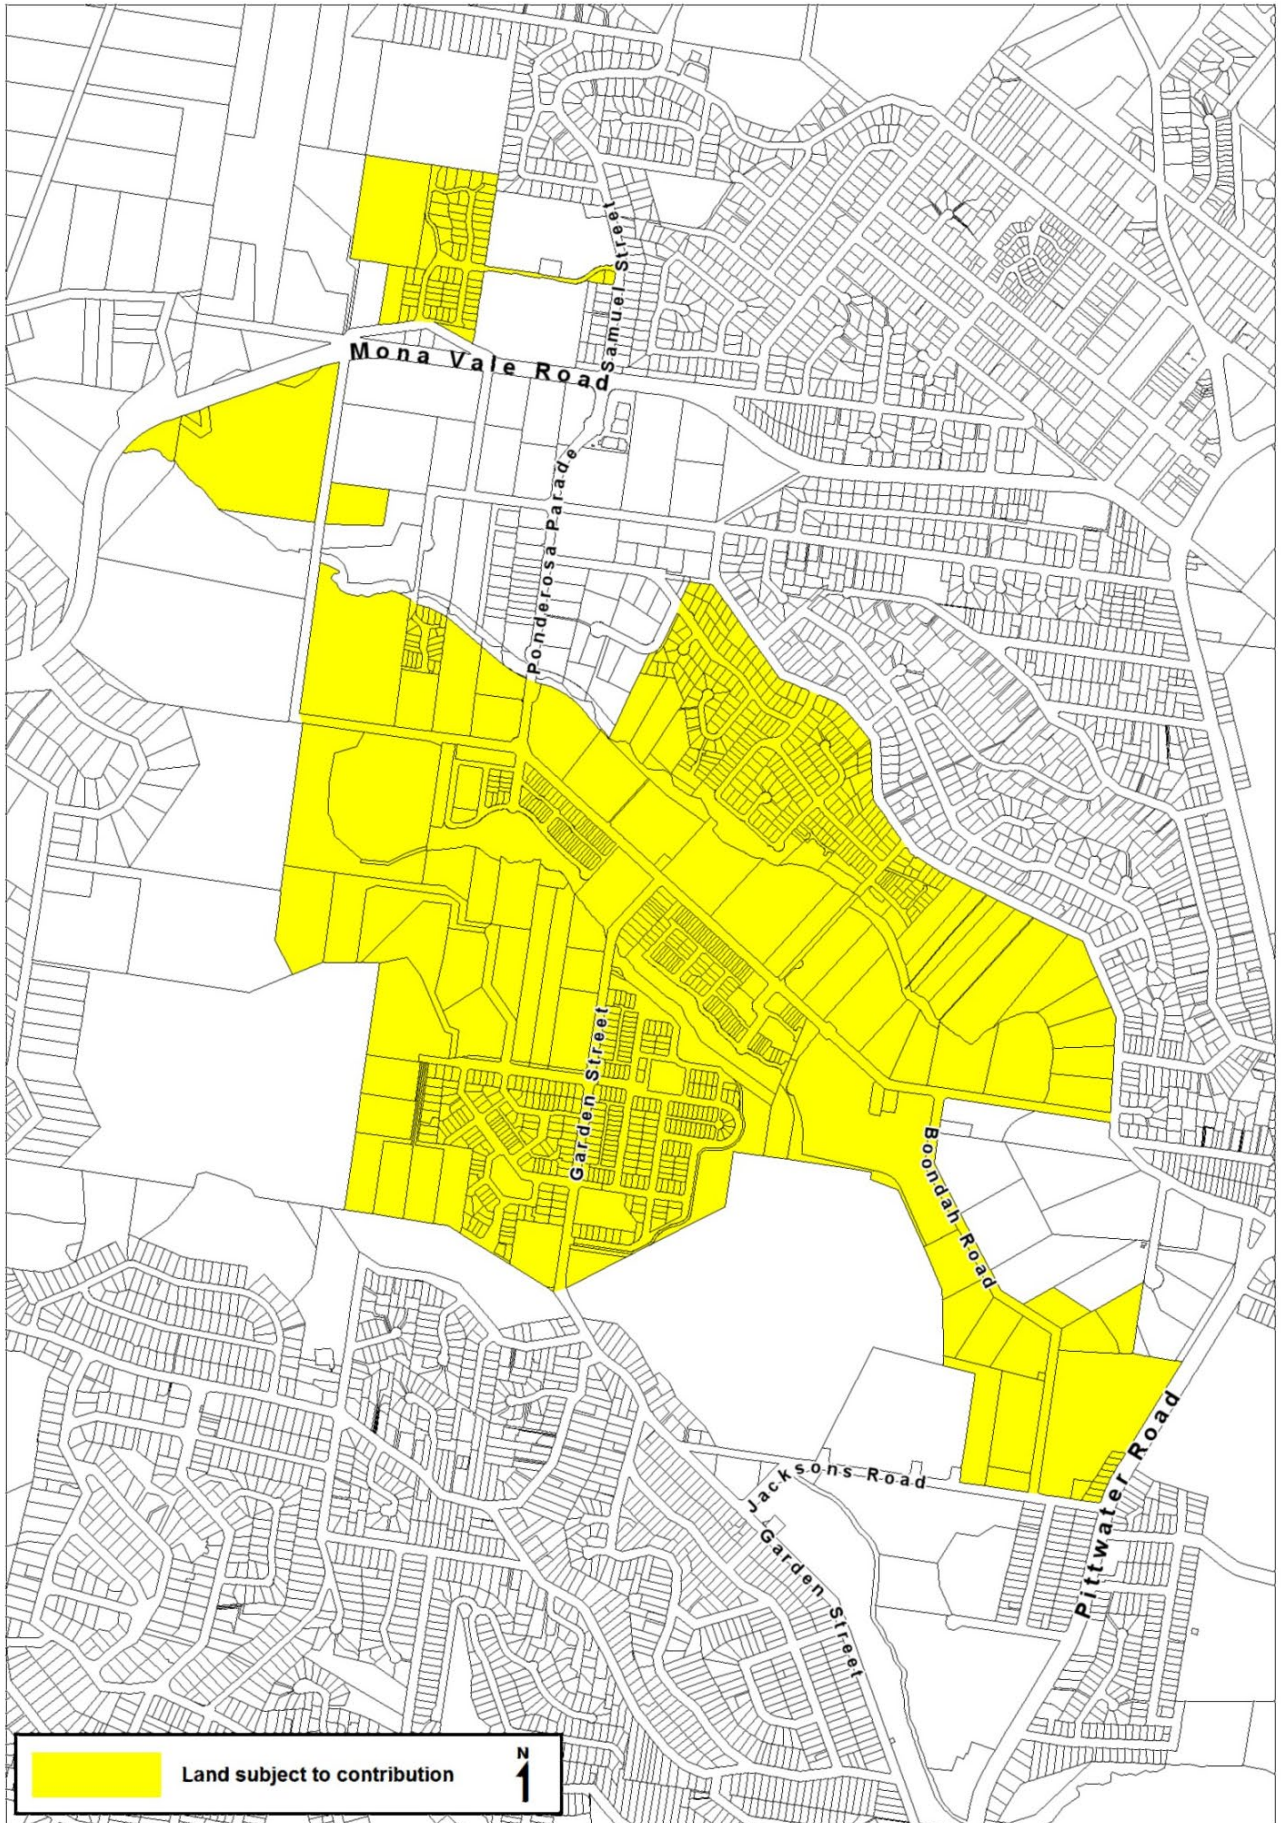 Samuel Street
Mona Vale Road
Ponderosa Parade
Garden Street
Boondah Road
Pittwater Road
Jacksons Road
Garden Street
Land subject to contribution
N